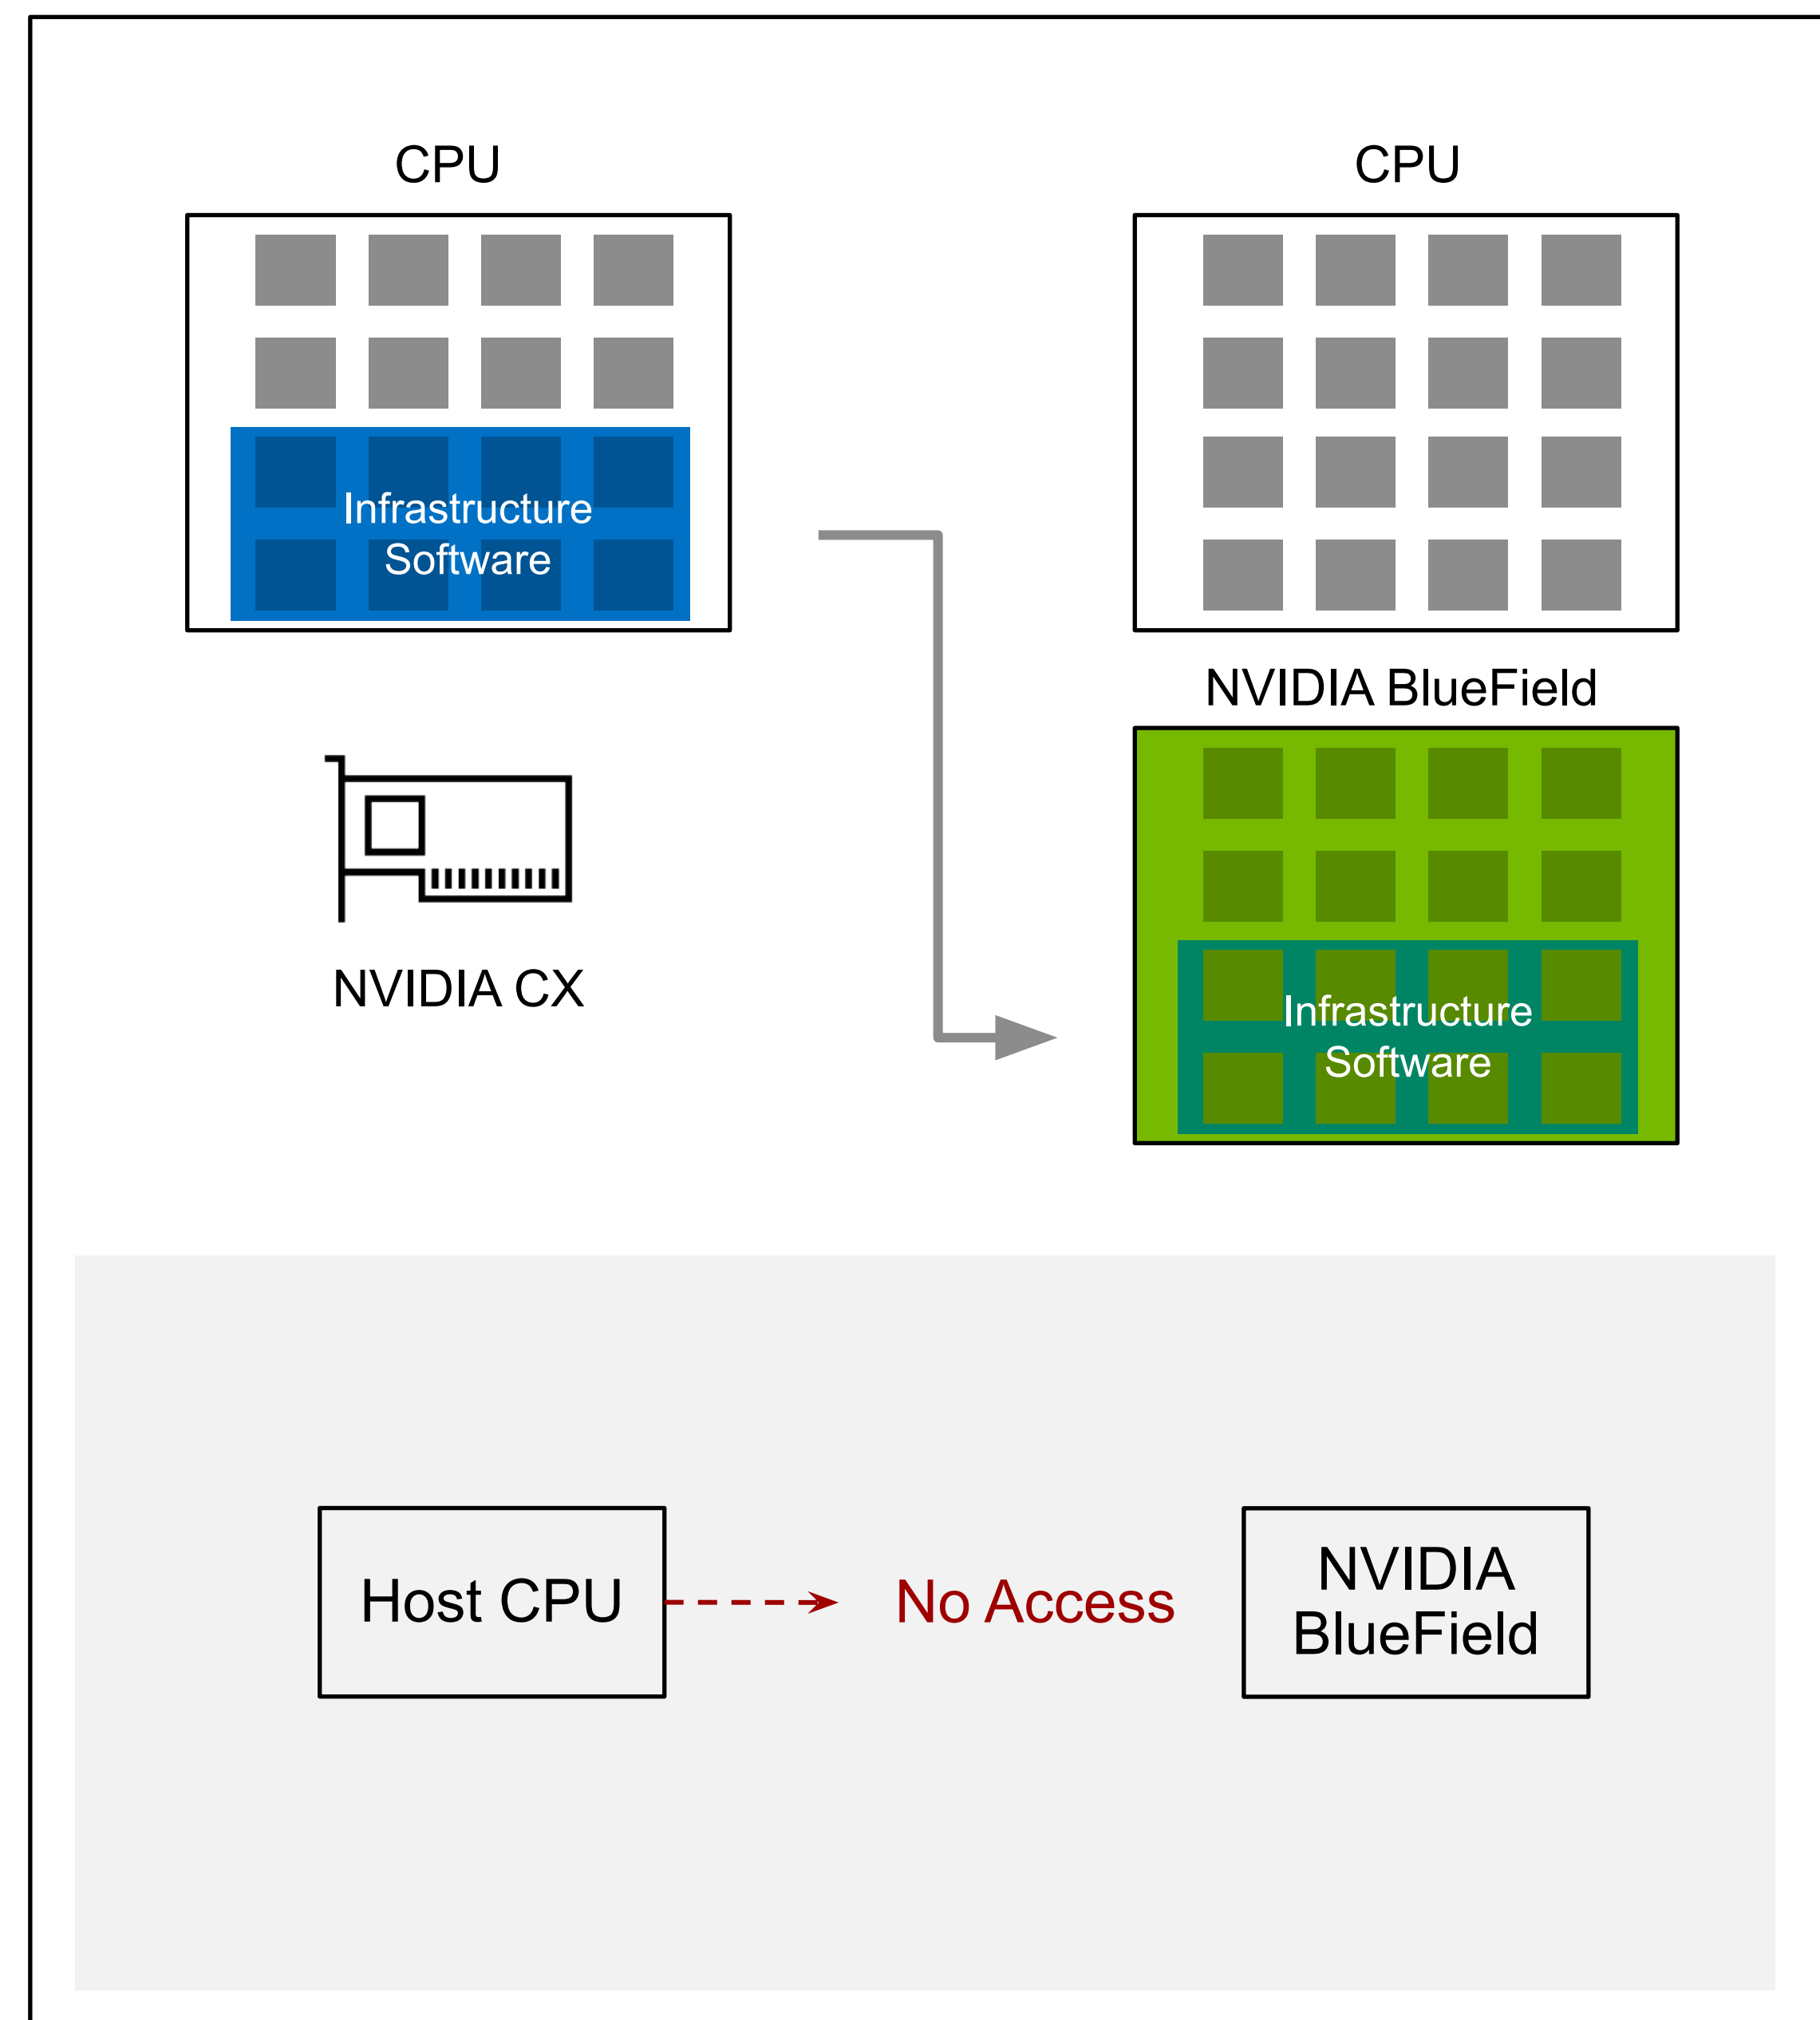 CPU
Infrastructure
Software
NVIDIA CX
CPU
NVIDIA BlueField
Infrastructure
Software
Host CPU
No Access
NVIDIA
BlueField